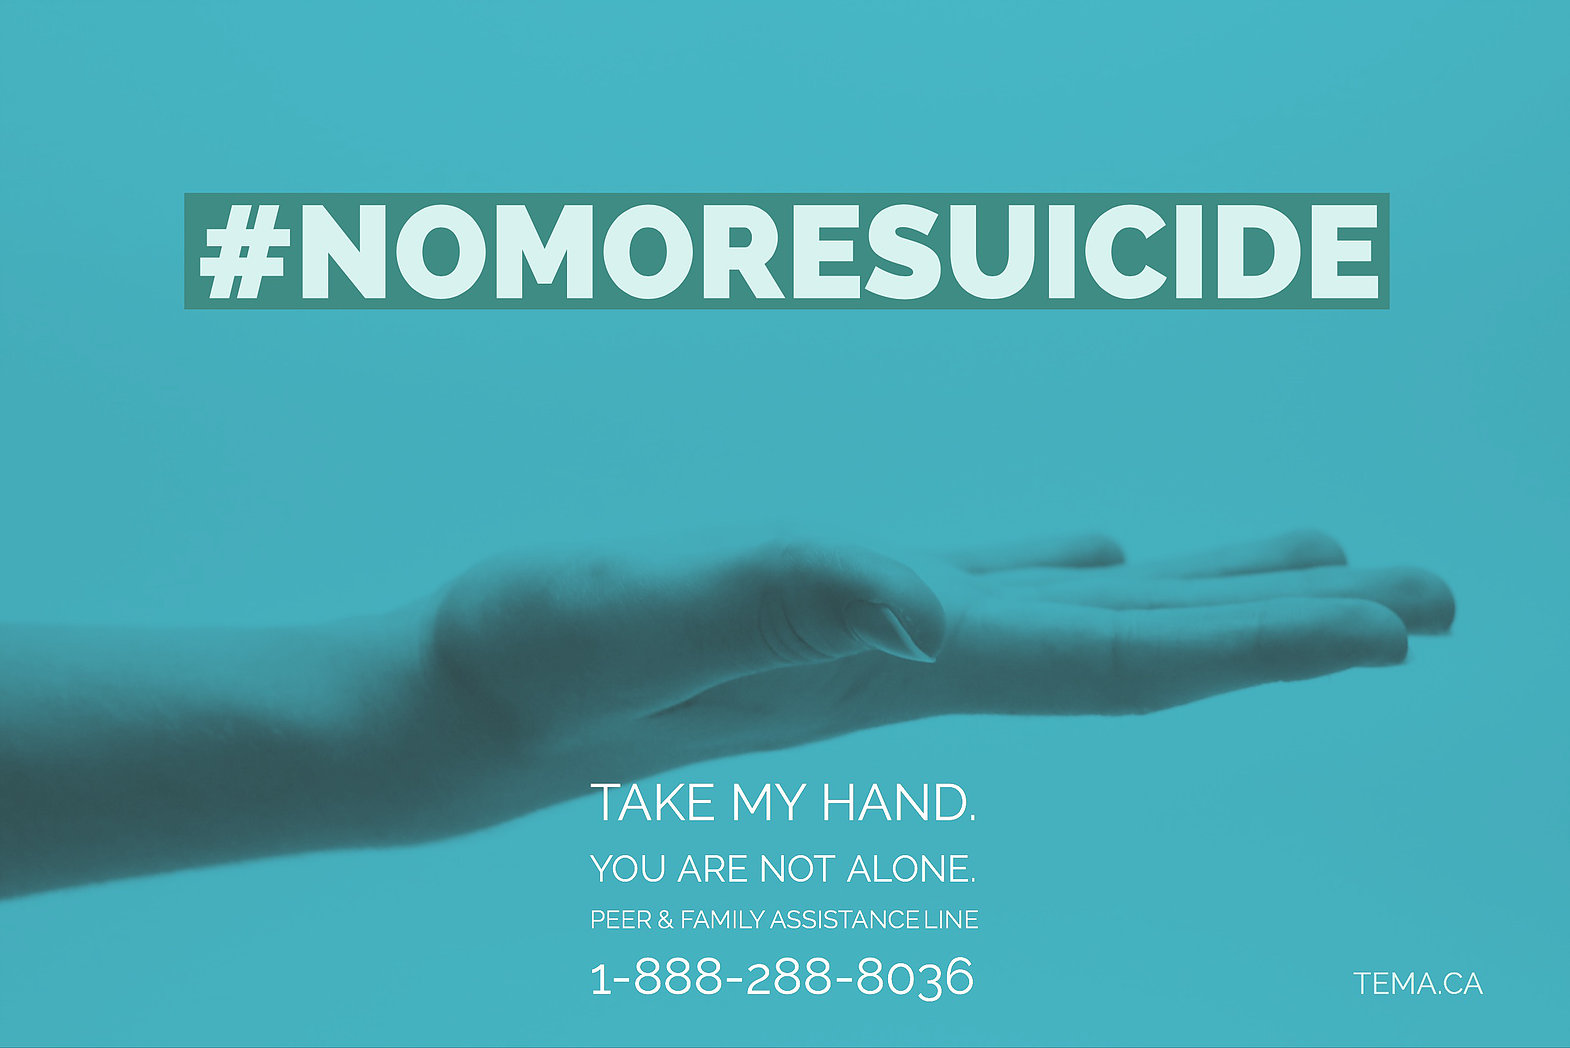 #NOMORESUICIDE
TAKE MY HAND.
YOU ARE NOT ALONE.
PEER & FAMILY ASSISTANCE LINE
1-888-288-8036
TEMA.CA